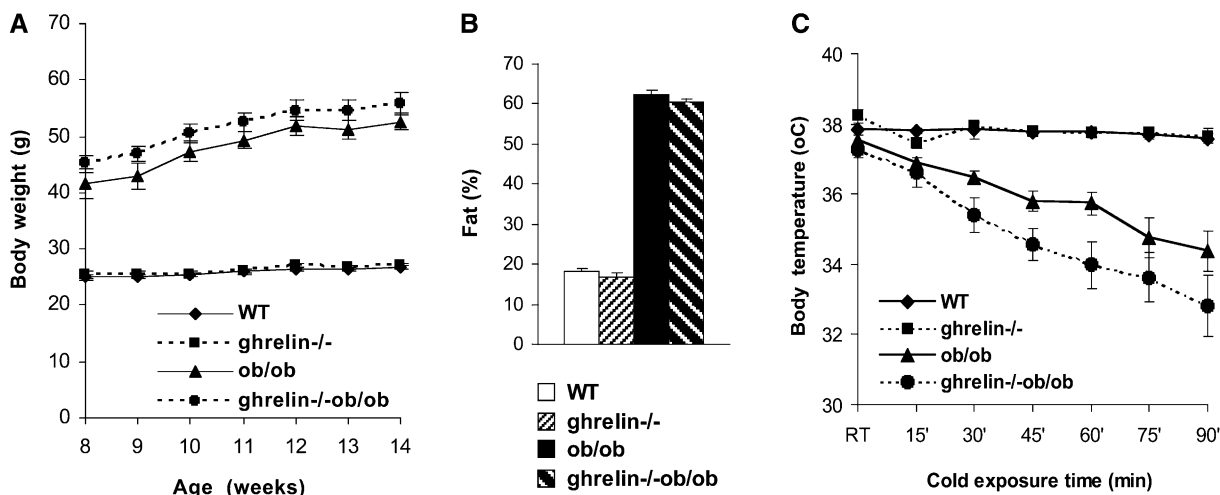 A
70
60
50
40
30
20
10
0
Body weight (g)
WT
ghrelin-/-
ob/ob
ghrelin-/-ob/ob
8 9 10 11 12 13 14
Age (weeks)
B
70
60
50
40
30
20
10
0
Fat (%)
WT
ghrelin-/-
ob/ob
ghrelin-/-ob/ob
C
40
38
36
34
32
30
Body temperature (oC)
WT
ghrelin-/-
ob/ob
ghrelin-/-ob/ob
RT 15' 30' 45' 60' 75' 90'
Cold exposure time (min)